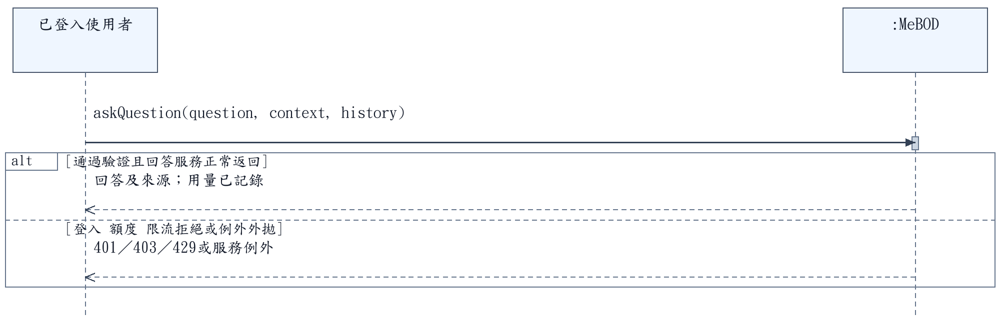 已登入使用者
:MeBOD
askQuestion(question, context, history)
alt
[通過驗證且回答服務正常返回]
回答及來源；用量已記錄
[登入 額度 限流拒絕或例外外拋]
401／403／429或服務例外